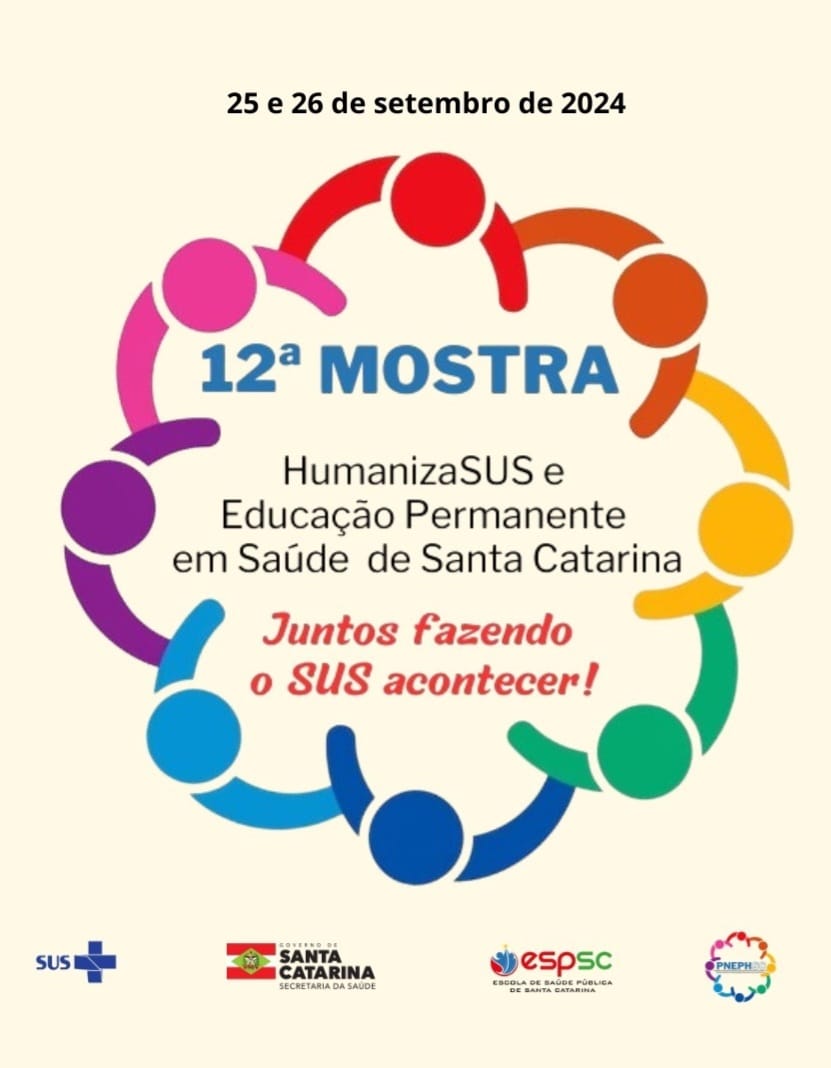 25 e 26 de setembro de 2024
12ª MOSTRA
HumanizaSUS e
Educação Permanente
em Saúde de Santa Catarina
Juntos fazendo
o SUS acontecer!
SUS
GOVERNO DE
SANTA
CATARINA
SECRETARIA DA SAÚDE
espsc
ESCOLA DE SAÚDE PÚBLICA
DE SANTA CATARINA
PNEPH